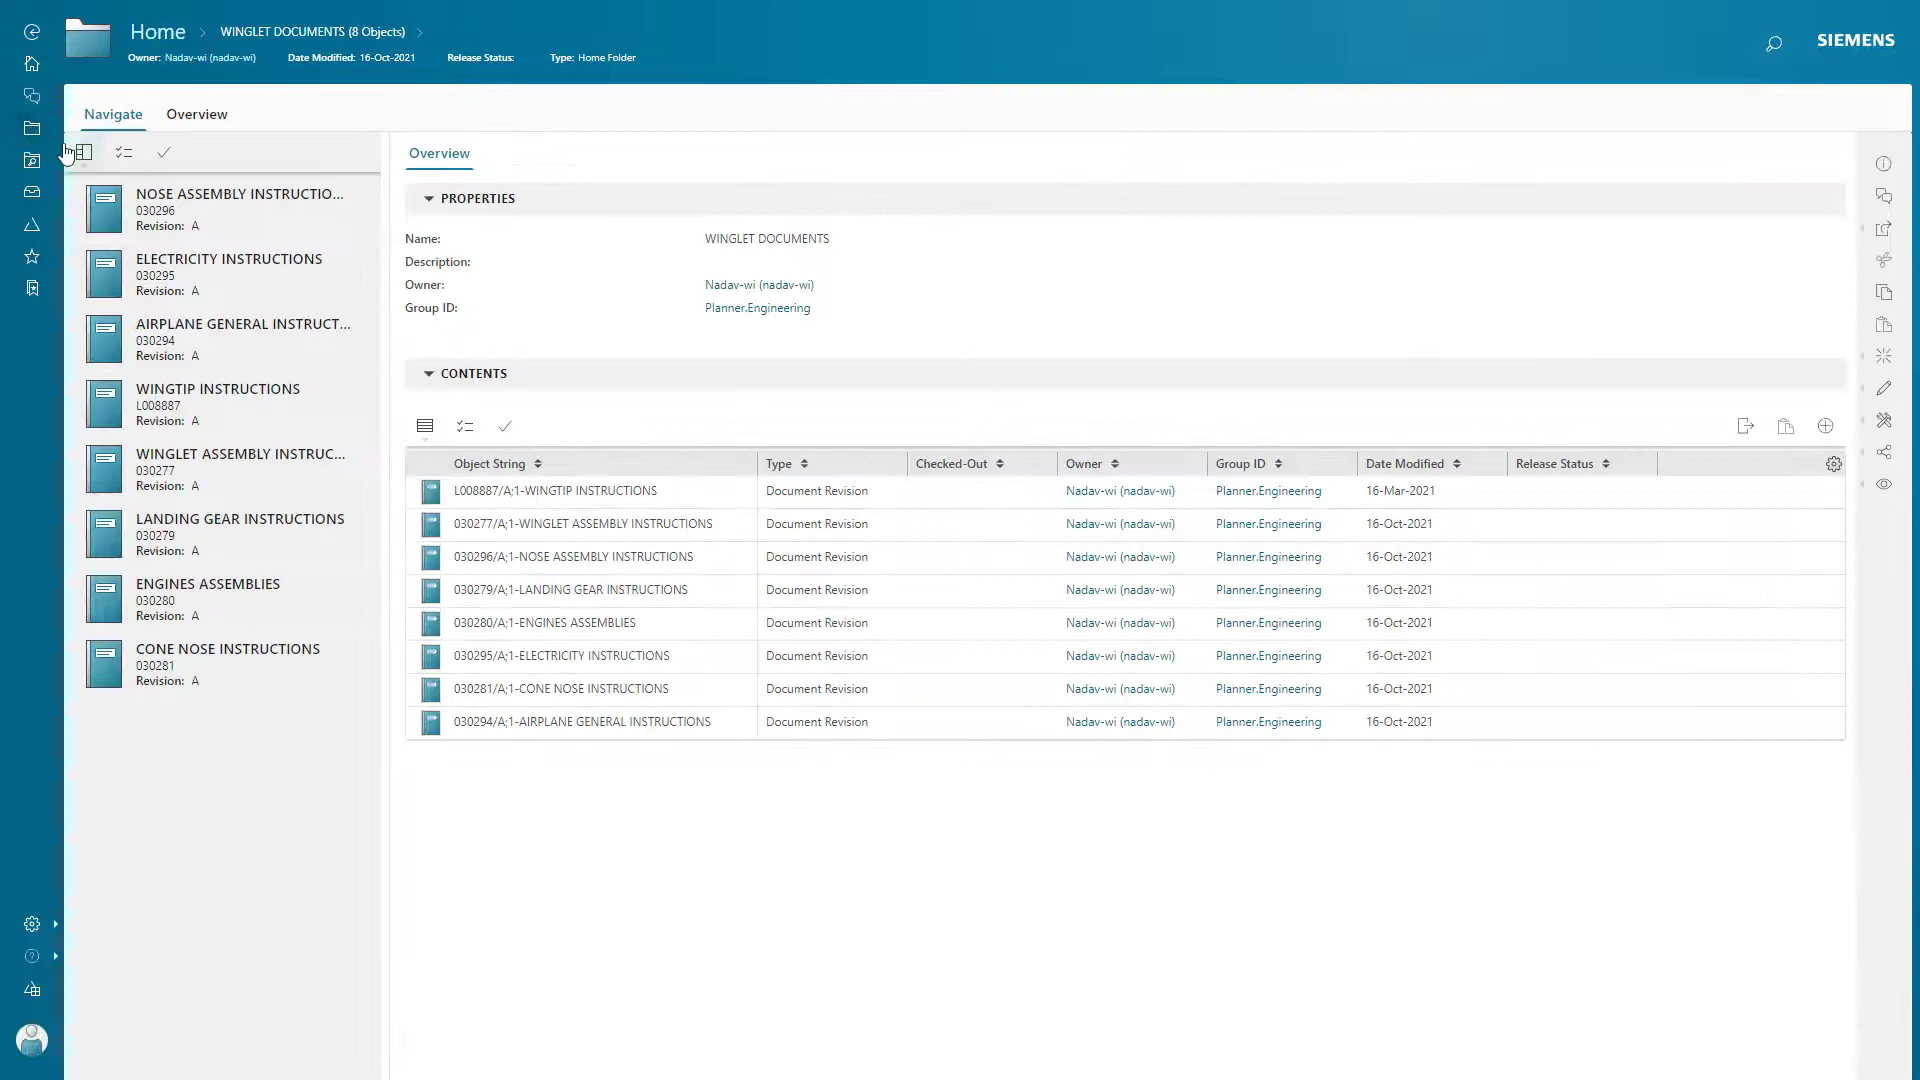 Home
WINGLET DOCUMENTS (8 Objects)
SIEMENS
Owner: Nadav-wi (nadav-wi) Date Modified: 16-Oct-2021 Release Status: Type: Home Folder
Navigate Overview
NOSE ASSEMBLY INSTRUCTIO...
030296
Revision: A
ELECTRICITY INSTRUCTIONS
030295
Revision: A
AIRPLANE GENERAL INSTRUCT...
030294
Revision: A
WINGTIP INSTRUCTIONS
L008887
Revision: A
WINGLET ASSEMBLY INSTRUC...
030277
Revision: A
LANDING GEAR INSTRUCTIONS
030279
Revision: A
ENGINES ASSEMBLIES
030280
Revision: A
CONE NOSE INSTRUCTIONS
030281
Revision: A
Overview
PROPERTIES
Name: WINGLET DOCUMENTS
Description:
Owner: Nadav-wi (nadav-wi)
Group ID: Planner.Engineering
CONTENTS
Object String Type Checked-Out Owner Group ID Date Modified Release Status
L008887/A;1-WINGTIP INSTRUCTIONS Document Revision Nadav-wi (nadav-wi) Planner.Engineering 16-Mar-2021
030277/A;1-WINGLET ASSEMBLY INSTRUCTIONS Document Revision Nadav-wi (nadav-wi) Planner.Engineering 16-Oct-2021
030296/A;1-NOSE ASSEMBLY INSTRUCTIONS Document Revision Nadav-wi (nadav-wi) Planner.Engineering 16-Oct-2021
030279/A;1-LANDING GEAR INSTRUCTIONS Document Revision Nadav-wi (nadav-wi) Planner.Engineering 16-Oct-2021
030280/A;1-ENGINES ASSEMBLIES Document Revision Nadav-wi (nadav-wi) Planner.Engineering 16-Oct-2021
030295/A;1-ELECTRICITY INSTRUCTIONS Document Revision Nadav-wi (nadav-wi) Planner.Engineering 16-Oct-2021
030281/A;1-CONE NOSE INSTRUCTIONS Document Revision Nadav-wi (nadav-wi) Planner.Engineering 16-Oct-2021
030294/A;1-AIRPLANE GENERAL INSTRUCTIONS Document Revision Nadav-wi (nadav-wi) Planner.Engineering 16-Oct-2021